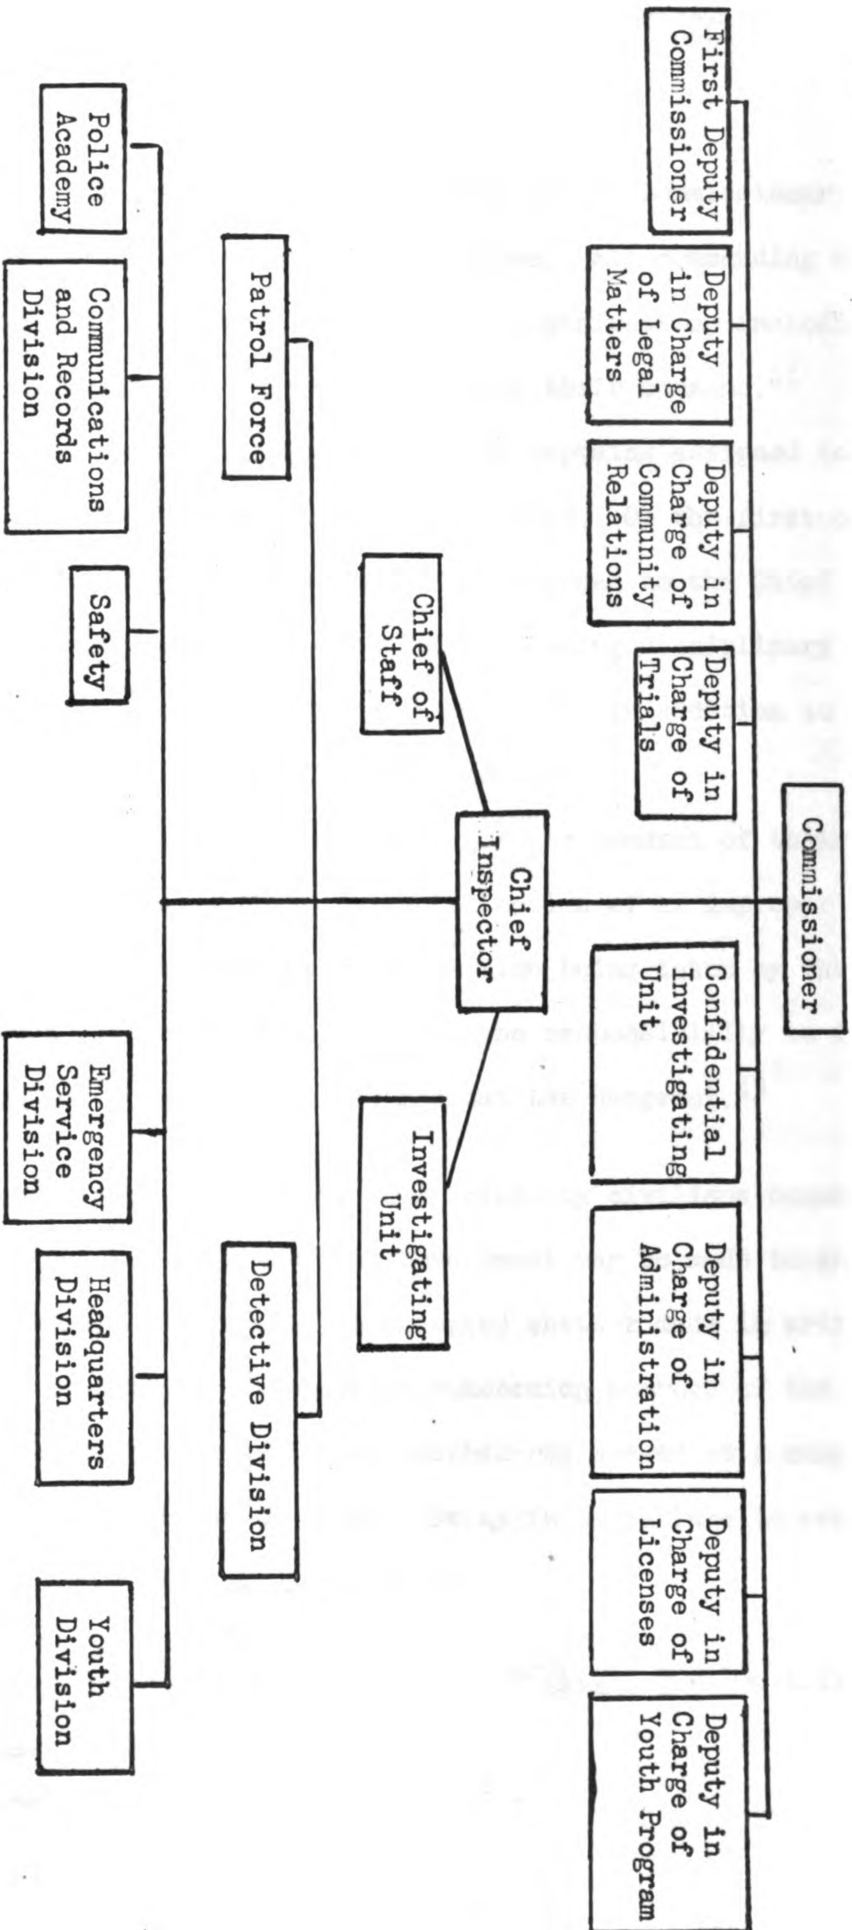 Commissioner
First Deputy
Commissioner
Deputy
in Charge
of Legal
Matters
Deputy in
Charge of
Community
Relations
Deputy in
Charge of
Trials
Confidential
Investigating
Unit
Deputy in
Charge of
Administration
Deputy in
Charge of
Licenses
Deputy in
Charge of
Youth Program
Chief
Inspector
Chief of
Staff
Investigating
Unit
Patrol Force
Detective Division
Police
Academy
Communications
and Records
Division
Safety
Emergency
Service
Division
Headquarters
Division
Youth
Division